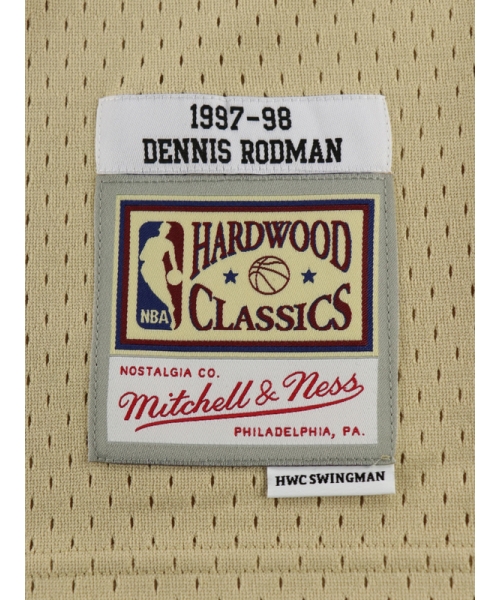 1997-98
DENNIS RODMAN
HARDWOOD
CLASSICS
NBA
NOSTALGIA CO.
Mitchell & Ness
PHILADELPHIA, PA.
HWC SWINGMAN